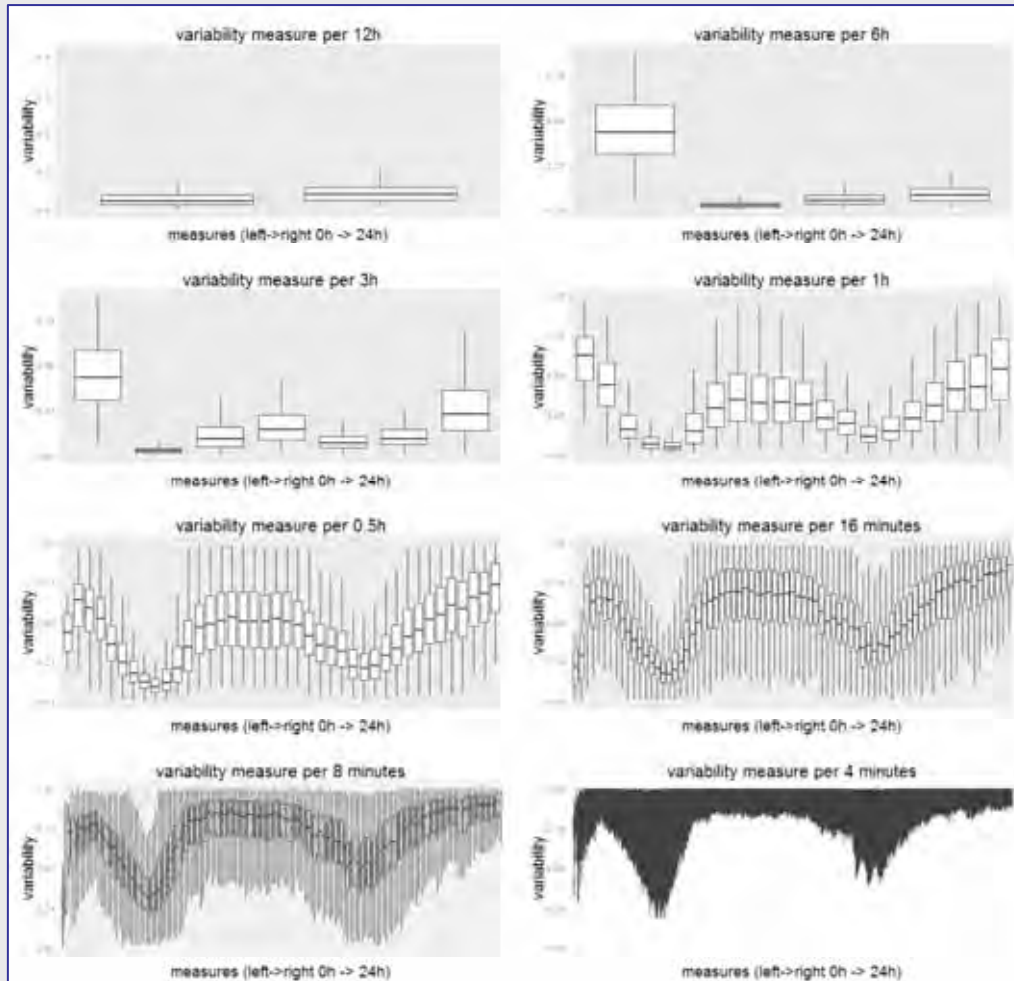 variability measure per 12h
variability
measures (left->right 0h -> 24h)
variability measure per 6h
variability
measures (left->right 0h -> 24h)
variability measure per 3h
variability
measures (left->right 0h -> 24h)
variability measure per 1h
variability
measures (left->right 0h -> 24h)
variability measure per 0.5h
variability
measures (left->right 0h -> 24h)
variability measure per 16 minutes
variability
measures (left->right 0h -> 24h)
variability measure per 8 minutes
variability
measures (left->right 0h -> 24h)
variability measure per 4 minutes
variability
measures (left->right 0h -> 24h)